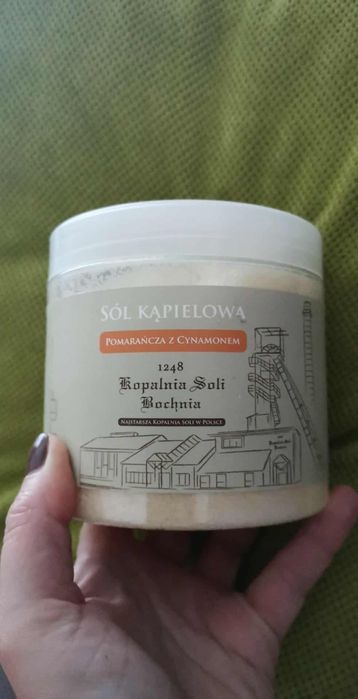 SÓL KĄPIELOWA
POMARAŃCZA Z CYNAMONEM
1248
Kopalnia Soli
Bochnia
NAJSTARSZA KOPALNIA SOLI W POLSCE